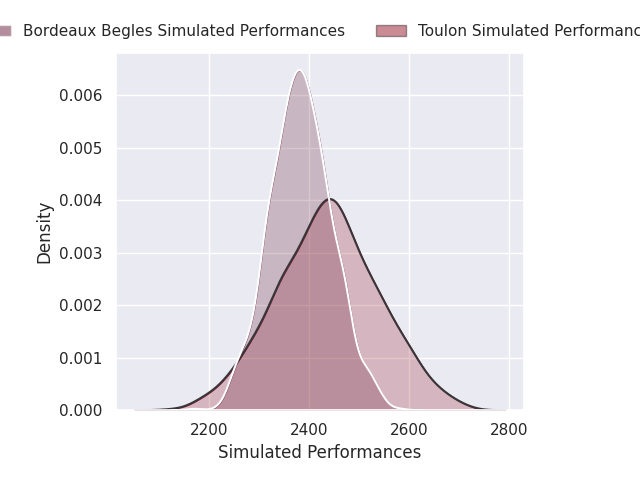 Bordeaux Begles Simulated Performances
Toulon Simulated
0.006
0.005
0.004
0.003
0.002
0.001
0.000
Density
2200 2400 2600 2800
Simulated Performances